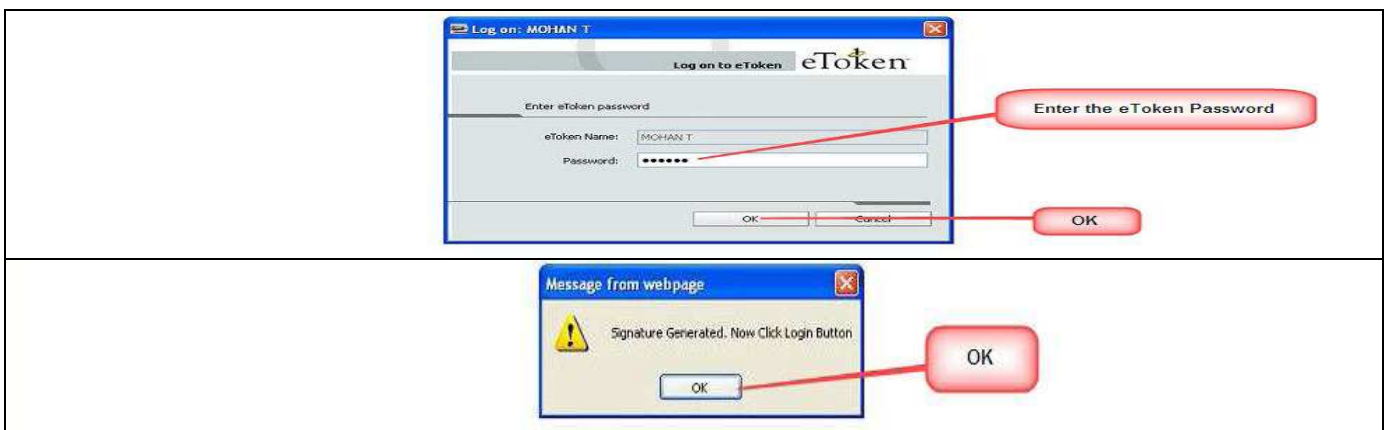 Log on: MOHAN T
Log on to eToken eToken
Enter eToken password
Enter the eToken Password
eToken Name: MOHAN T
Password: ●●●●●●
OK Cancel OK
Message from webpage
Signature Generated. Now Click Login Button
OK
OK